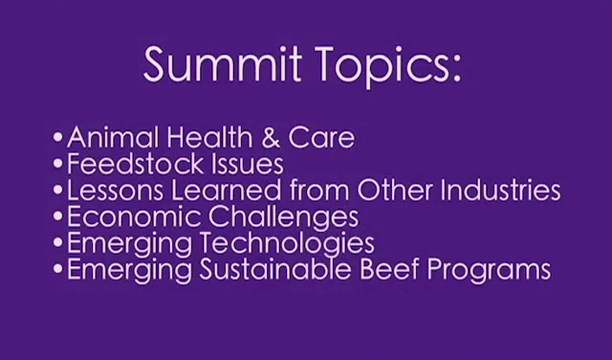 Summit Topics:
•Animal Health & Care
•Feedstock Issues
•Lessons Learned from Other Industries
•Economic Challenges
•Emerging Technologies
•Emerging Sustainable Beef Programs